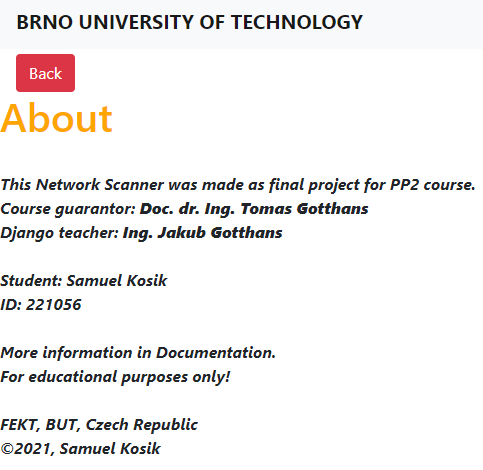 BRNO UNIVERSITY OF TECHNOLOGY
Back
About
This Network Scanner was made as final project for PP2 course.
Course guarantor: Doc. dr. Ing. Tomas Gotthans
Django teacher: Ing. Jakub Gotthans
Student: Samuel Kosik
ID: 221056
More information in Documentation.
For educational purposes only!
FEKT, BUT, Czech Republic
©2021, Samuel Kosik